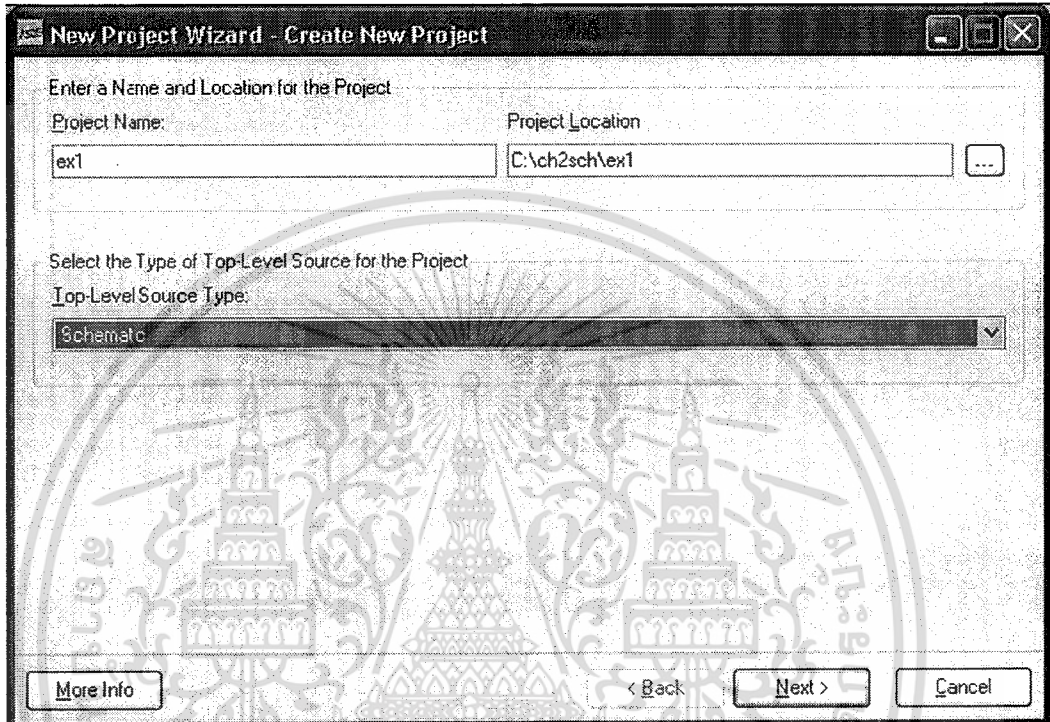 New Project Wizard - Create New Project
Enter a Name and Location for the Project
Project Name:
Project Location
ex1
C:\ch2sch\ex1
...
Select the Type of Top-Level Source for the Project
Top-Level Source Type:
Schematc
More Info
< Back
Next >
Cancel